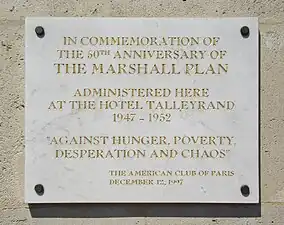 IN COMMEMORATION OF
THE 50TH ANNIVERSARY OF
THE MARSHALL PLAN
ADMINISTERED HERE
AT THE HOTEL TALLEYRAND
1947 - 1952
"AGAINST HUNGER, POVERTY,
DESPERATION AND CHAOS"
THE AMERICAN CLUB OF PARIS
DECEMBER 12, 1997